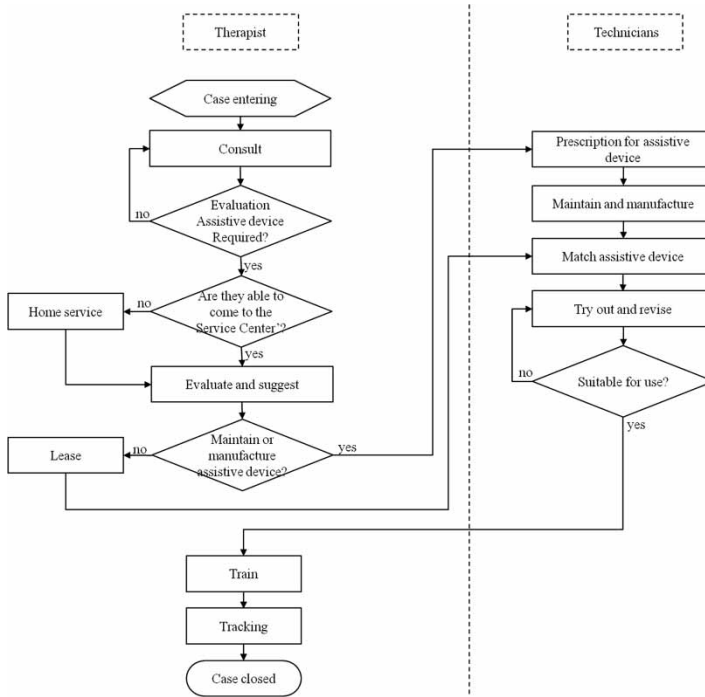 Therapist
Technicians
Case entering
Consult
Prescription for assistive
device
no
Evaluation
Assistive device
Required?
Maintain and manufacture
yes
Match assistive device
Home service
no
Are they able to
come to the
Service Center'?
Try out and revise
yes
Evaluate and suggest
no
Suitable for use?
yes
Lease
no
Maintain or
manufacture
assistive device?
yes
Train
Tracking
Case closed